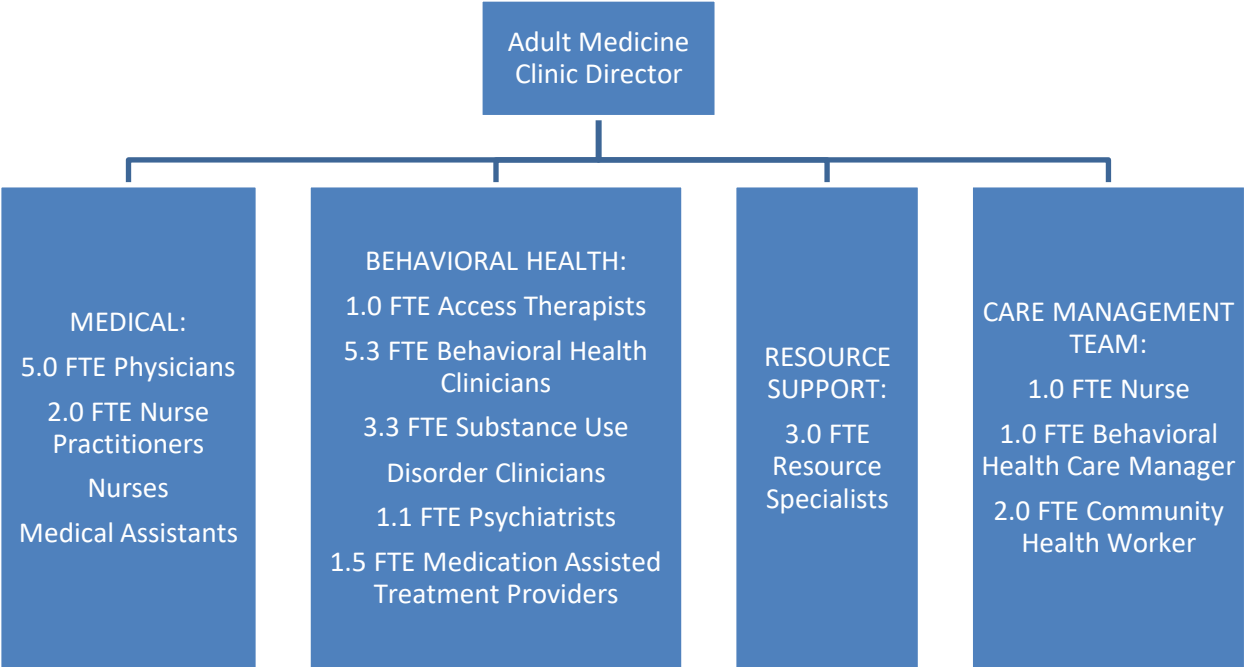 Adult Medicine
Clinic Director
MEDICAL:
5.0 FTE Physicians
2.0 FTE Nurse
Practitioners
Nurses
Medical Assistants
BEHAVIORAL HEALTH:
1.0 FTE Access Therapists
5.3 FTE Behavioral Health
Clinicians
3.3 FTE Substance Use
Disorder Clinicians
1.1 FTE Psychiatrists
1.5 FTE Medication Assisted
Treatment Providers
RESOURCE
SUPPORT:
3.0 FTE
Resource
Specialists
CARE MANAGEMENT
TEAM:
1.0 FTE Nurse
1.0 FTE Behavioral
Health Care Manager
2.0 FTE Community
Health Worker